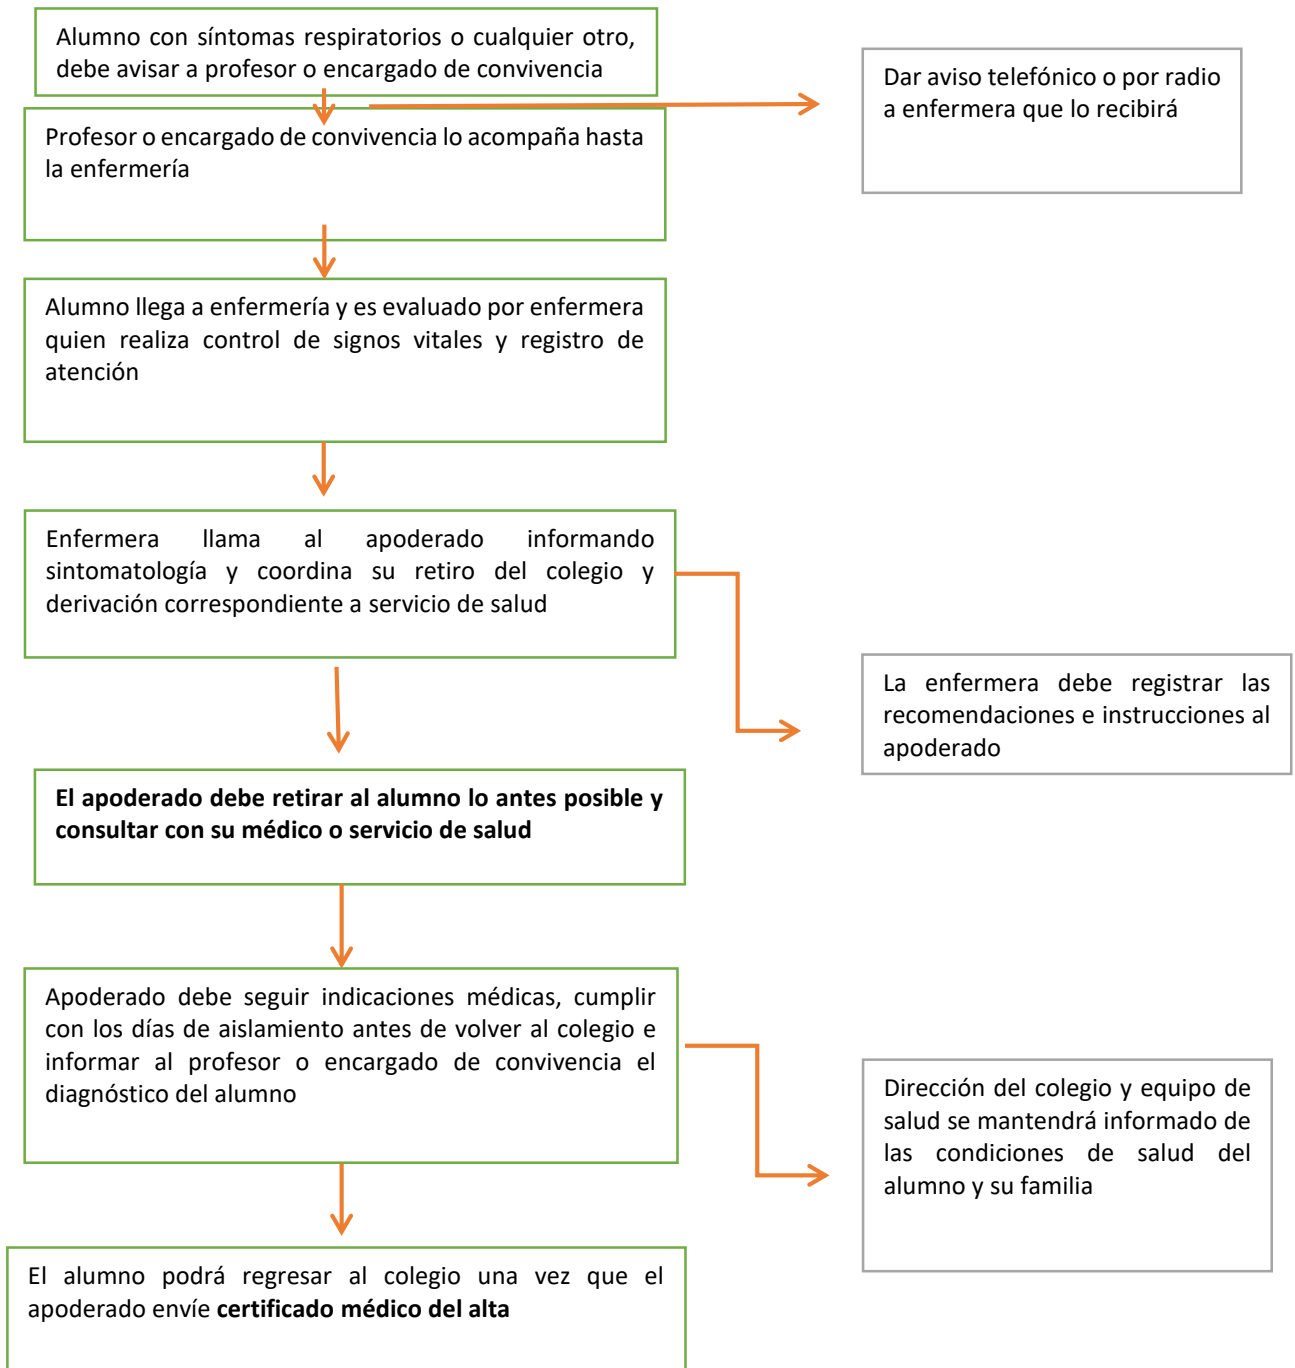 Alumno con síntomas respiratorios o cualquier otro,
debe avisar a profesor o encargado de convivencia
Dar aviso telefónico o por radio
a enfermera que lo recibirá
Profesor o encargado de convivencia lo acompaña hasta
la enfermería
Alumno llega a enfermería y es evaluado por enfermera
quien realiza control de signos vitales y registro de
atención
Enfermera llama al apoderado informando
sintomatología y coordina su retiro del colegio y
derivación correspondiente a servicio de salud
La enfermera debe registrar las
recomendaciones e instrucciones al
apoderado
El apoderado debe retirar al alumno lo antes posible y
consultar con su médico o servicio de salud
Apoderado debe seguir indicaciones médicas, cumplir
con los días de aislamiento antes de volver al colegio e
informar al profesor o encargado de convivencia el
diagnóstico del alumno
Dirección del colegio y equipo de
salud se mantendrá informado de
las condiciones de salud del
alumno y su familia
El alumno podrá regresar al colegio una vez que el
apoderado envíe certificado médico del alta